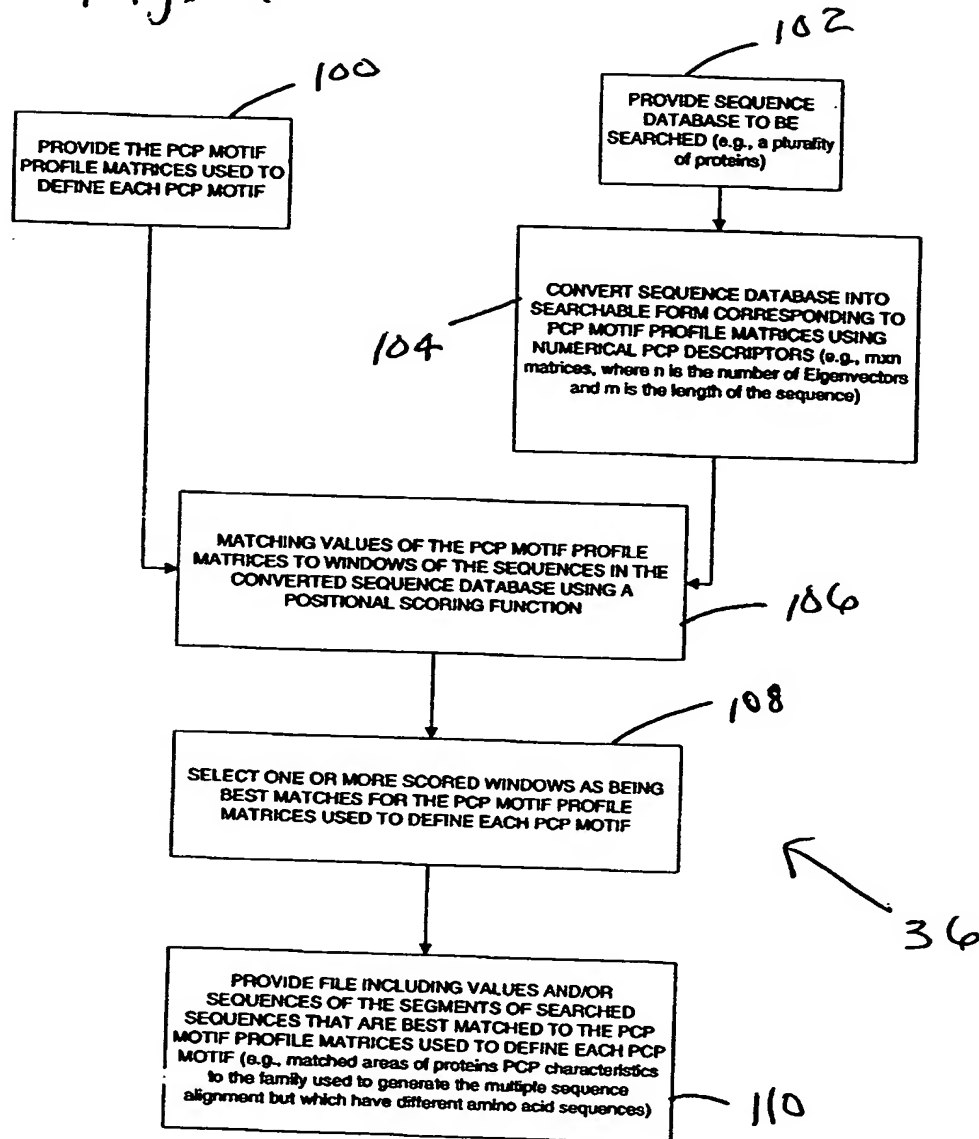 100
102
PROVIDE THE PCP MOTIF
PROFILE MATRICES USED TO
DEFINE EACH PCP MOTIF
PROVIDE SEQUENCE
DATABASE TO BE
SEARCHED (e.g., a plurality
of proteins)
CONVERT SEQUENCE DATABASE INTO
SEARCHABLE FORM CORRESPONDING TO
PCP MOTIF PROFILE MATRICES USING
NUMERICAL PCP DESCRIPTORS (e.g., mxn
matrices, where n is the number of Eigenvectors
and m is the length of the sequence)
104
MATCHING VALUES OF THE PCP MOTIF PROFILE
MATRICES TO WINDOWS OF THE SEQUENCES IN THE
CONVERTED SEQUENCE DATABASE USING A
POSITIONAL SCORING FUNCTION
106
108
SELECT ONE OR MORE SCORED WINDOWS AS BEING
BEST MATCHES FOR THE PCP MOTIF PROFILE
MATRICES USED TO DEFINE EACH PCP MOTIF
36
PROVIDE FILE INCLUDING VALUES AND/OR
SEQUENCES OF THE SEGMENTS OF SEARCHED
SEQUENCES THAT ARE BEST MATCHED TO THE PCP
MOTIF PROFILE MATRICES USED TO DEFINE EACH PCP
MOTIF (e.g., matched areas of proteins PCP characteristics
to the family used to generate the multiple sequence
alignment but which have different amino acid sequences)
110